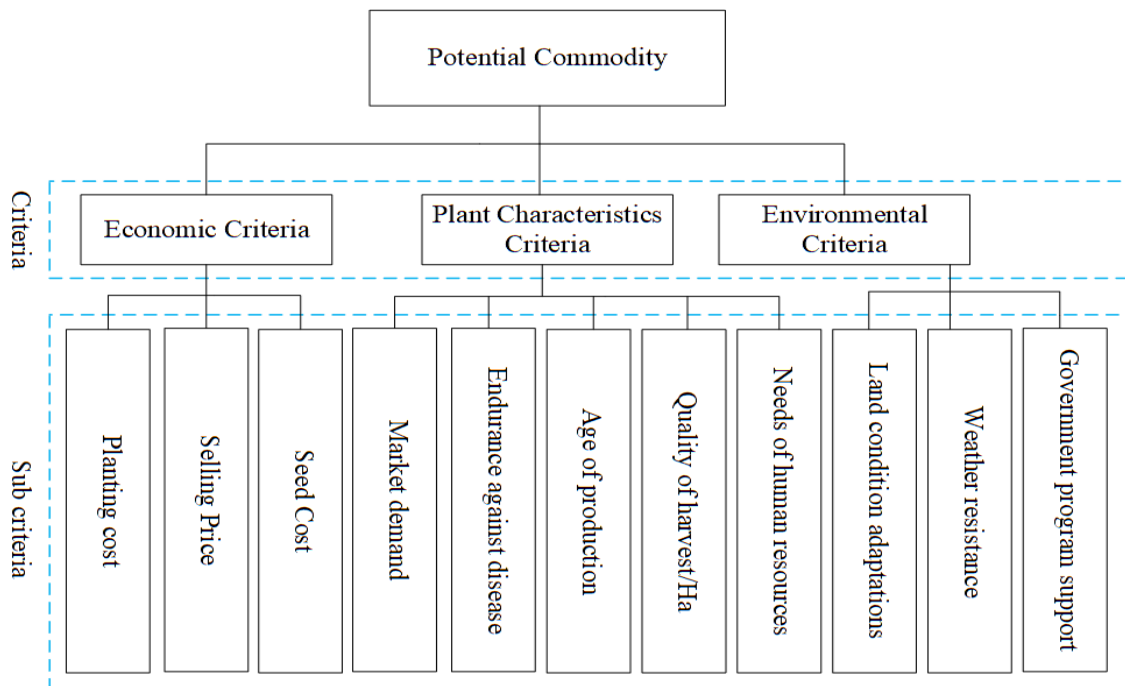 Potential Commodity
Criteria
Economic Criteria
Plant Characteristics
Criteria
Environmental
Criteria
Sub criteria
Planting cost
Selling Price
Seed Cost
Market demand
Endurance against disease
Age of production
Quality of harvest/Ha
Needs of human resources
Land condition adaptations
Weather resistance
Government program support